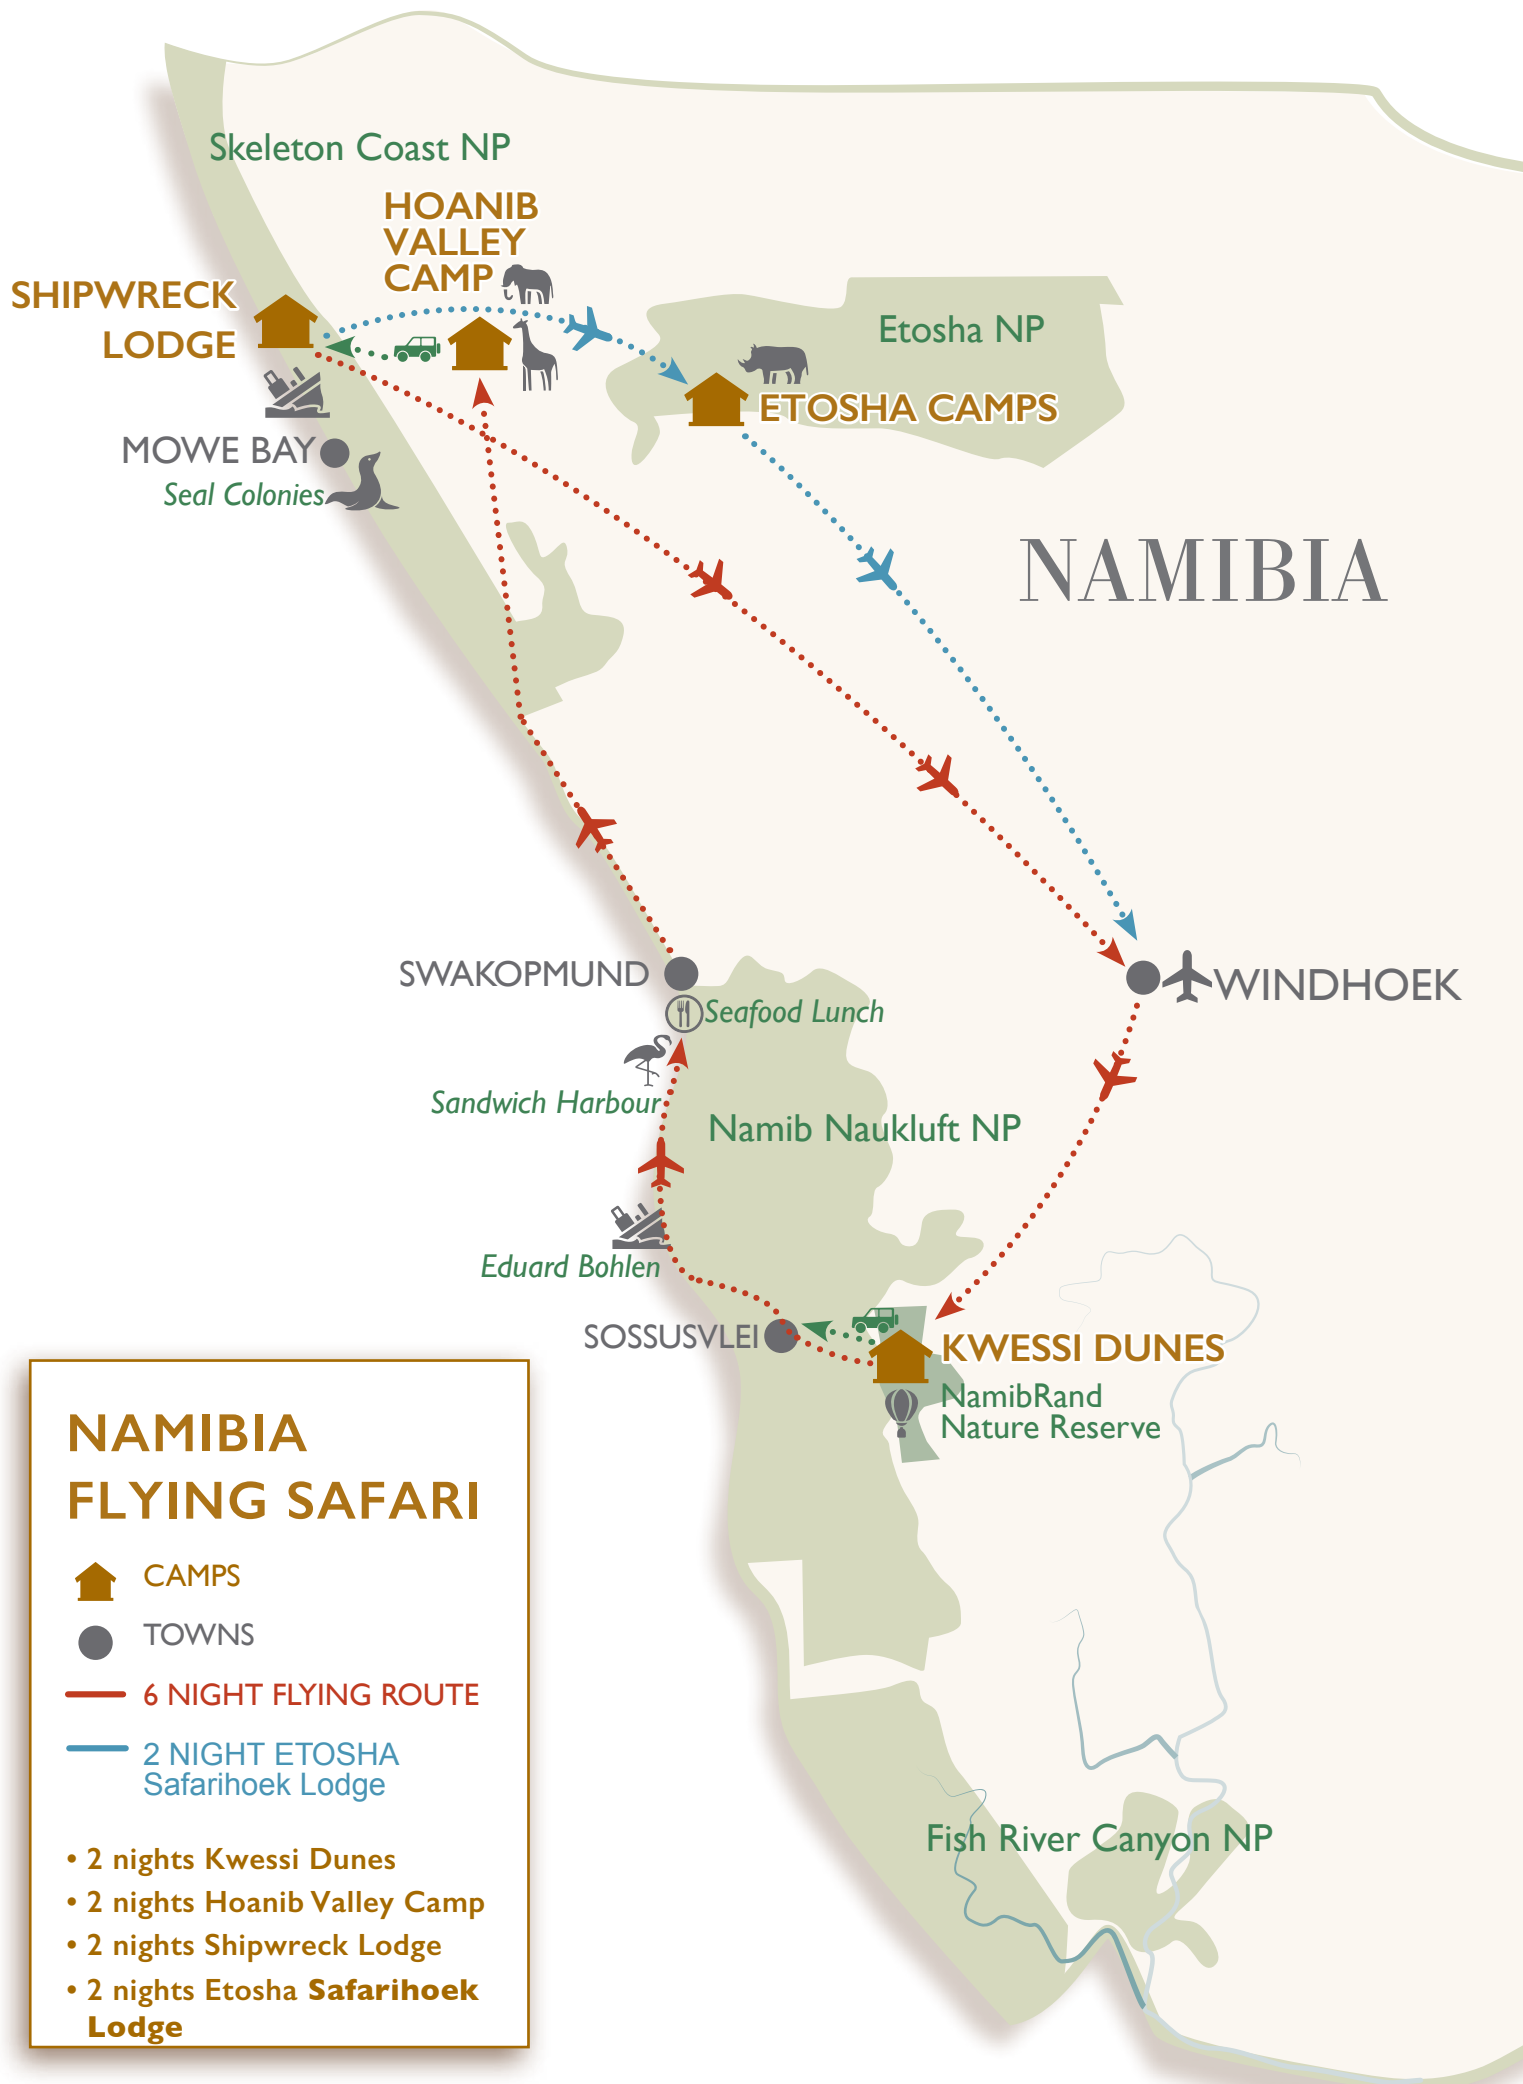 Skeleton Coast NP
HOANIB
VALLEY
CAMP
SHIPWRECK
LODGE
Etosha NP
ETOSHA CAMPS
MOWE BAY
Seal Colonies
NAMIBIA
SWAKOPMUND
WINDHOEK
Seafood Lunch
Sandwich Harbour
Namib Naukluft NP
Eduard Bohlen
SOSSUSVLEI
KWESSI DUNES
NamibRand
Nature Reserve
NAMIBIA
FLYING SAFARI
CAMPS
TOWNS
6 NIGHT FLYING ROUTE
2 NIGHT ETOSHA
Safarihoek Lodge
• 2 nights Kwessi Dunes
• 2 nights Hoanib Valley Camp
• 2 nights Shipwreck Lodge
• 2 nights Etosha Safarihoek
Lodge
Fish River Canyon NP